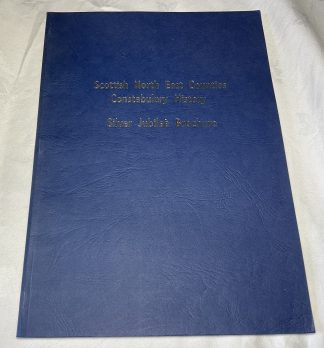 Scottish North East Counties
Constabulary History
Silver Jubilee Brochure